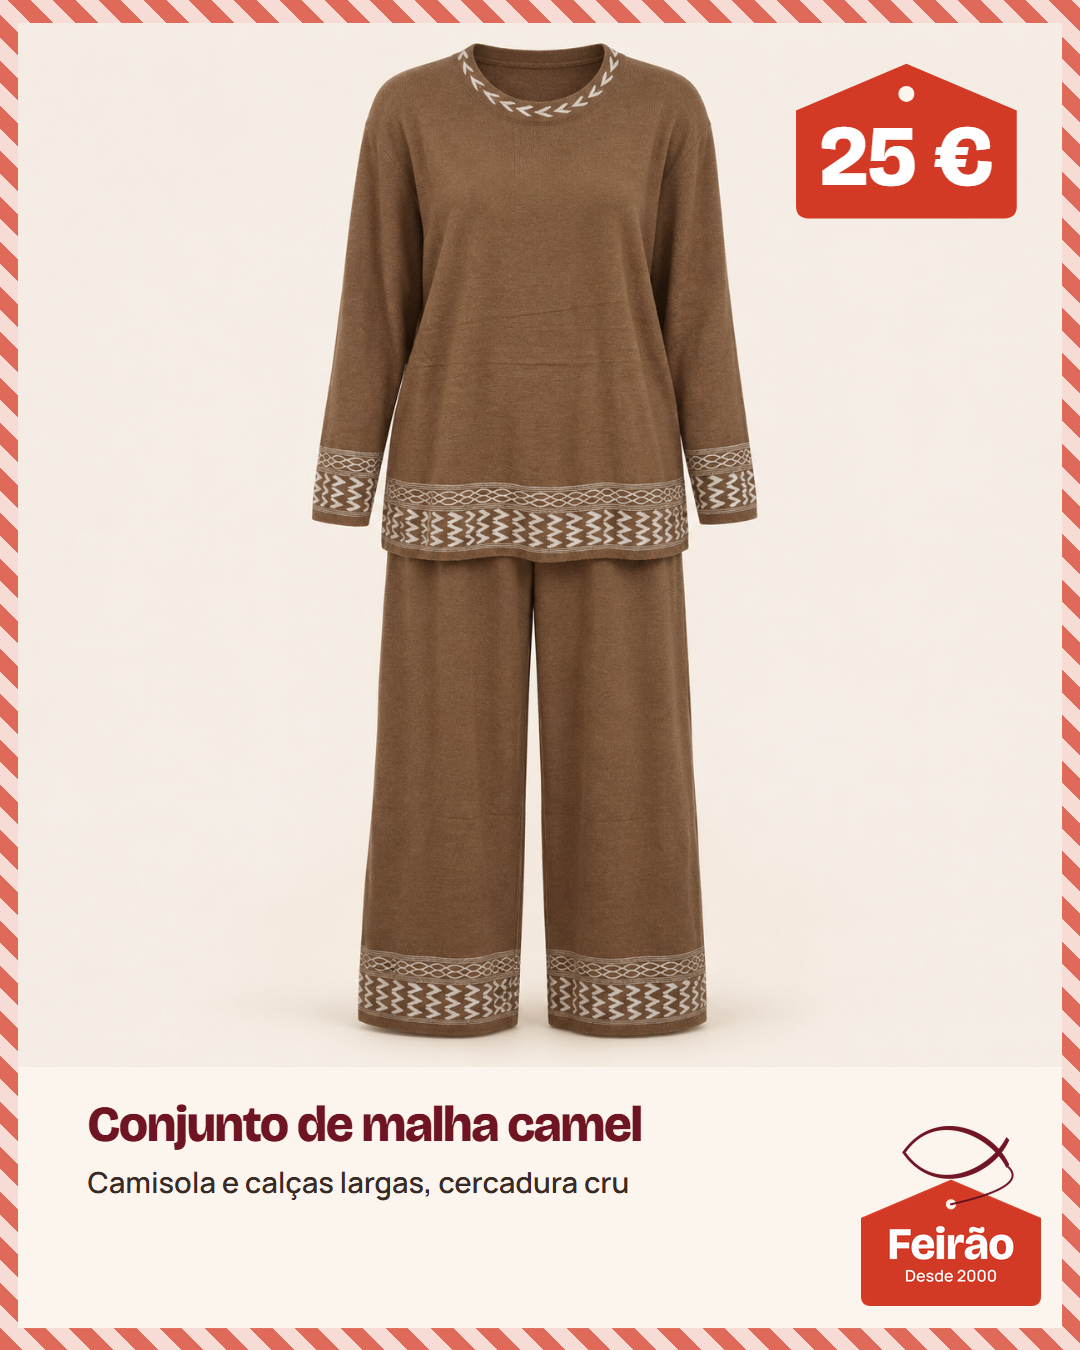 25 €
Conjunto de malha camel
Camisola e calças largas, cercadura cru
Feirão
Desde 2000